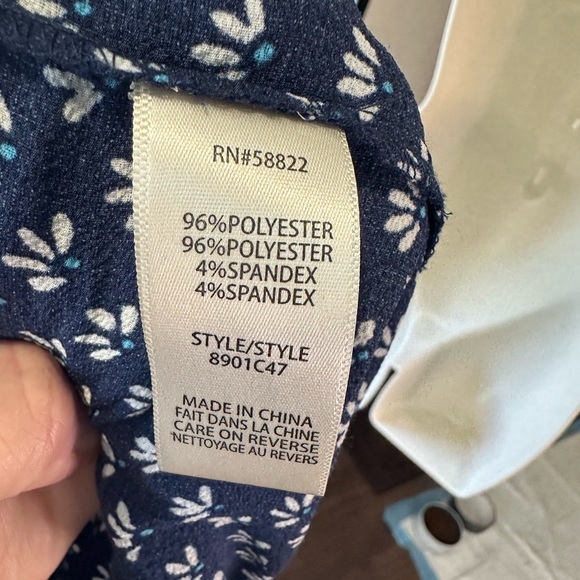 RN#58822
96%POLYESTER
96%POLYESTER
4%SPANDEX
4%SPANDEX
STYLE/STYLE
8901C47
MADE IN CHINA
FAIT DANS LA CHINE
CARE ON REVERSE
*NETTOYAGE AU REVERS